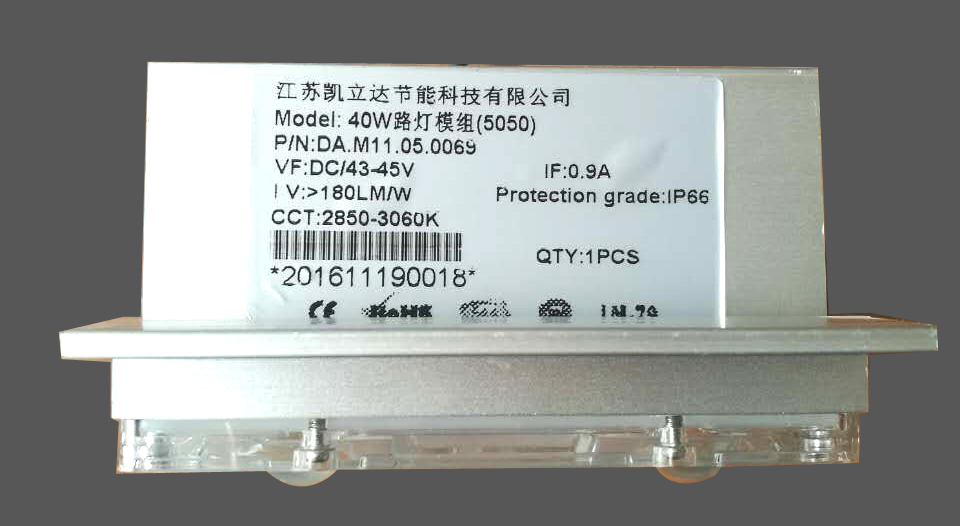 江苏凯立达节能科技有限公司
Model: 40W路灯模组(5050)
P/N:DA.M11.05.0069
VF:DC/43-45V IF:0.9A
V:>180LM/W Protection grade:IP66
CCT:2850-3060K
QTY:1PCS
*201611190018*
CE RoHS